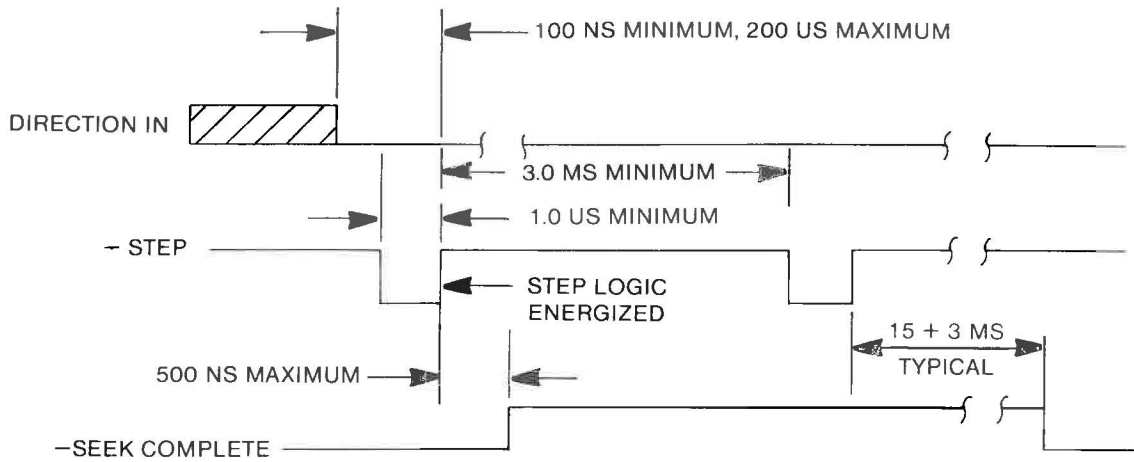 100 NS MINIMUM, 200 US MAXIMUM
DIRECTION IN
3.0 MS MINIMUM
1.0 US MINIMUM
– STEP
STEP LOGIC
ENERGIZED
15 + 3 MS
TYPICAL
500 NS MAXIMUM
–SEEK COMPLETE